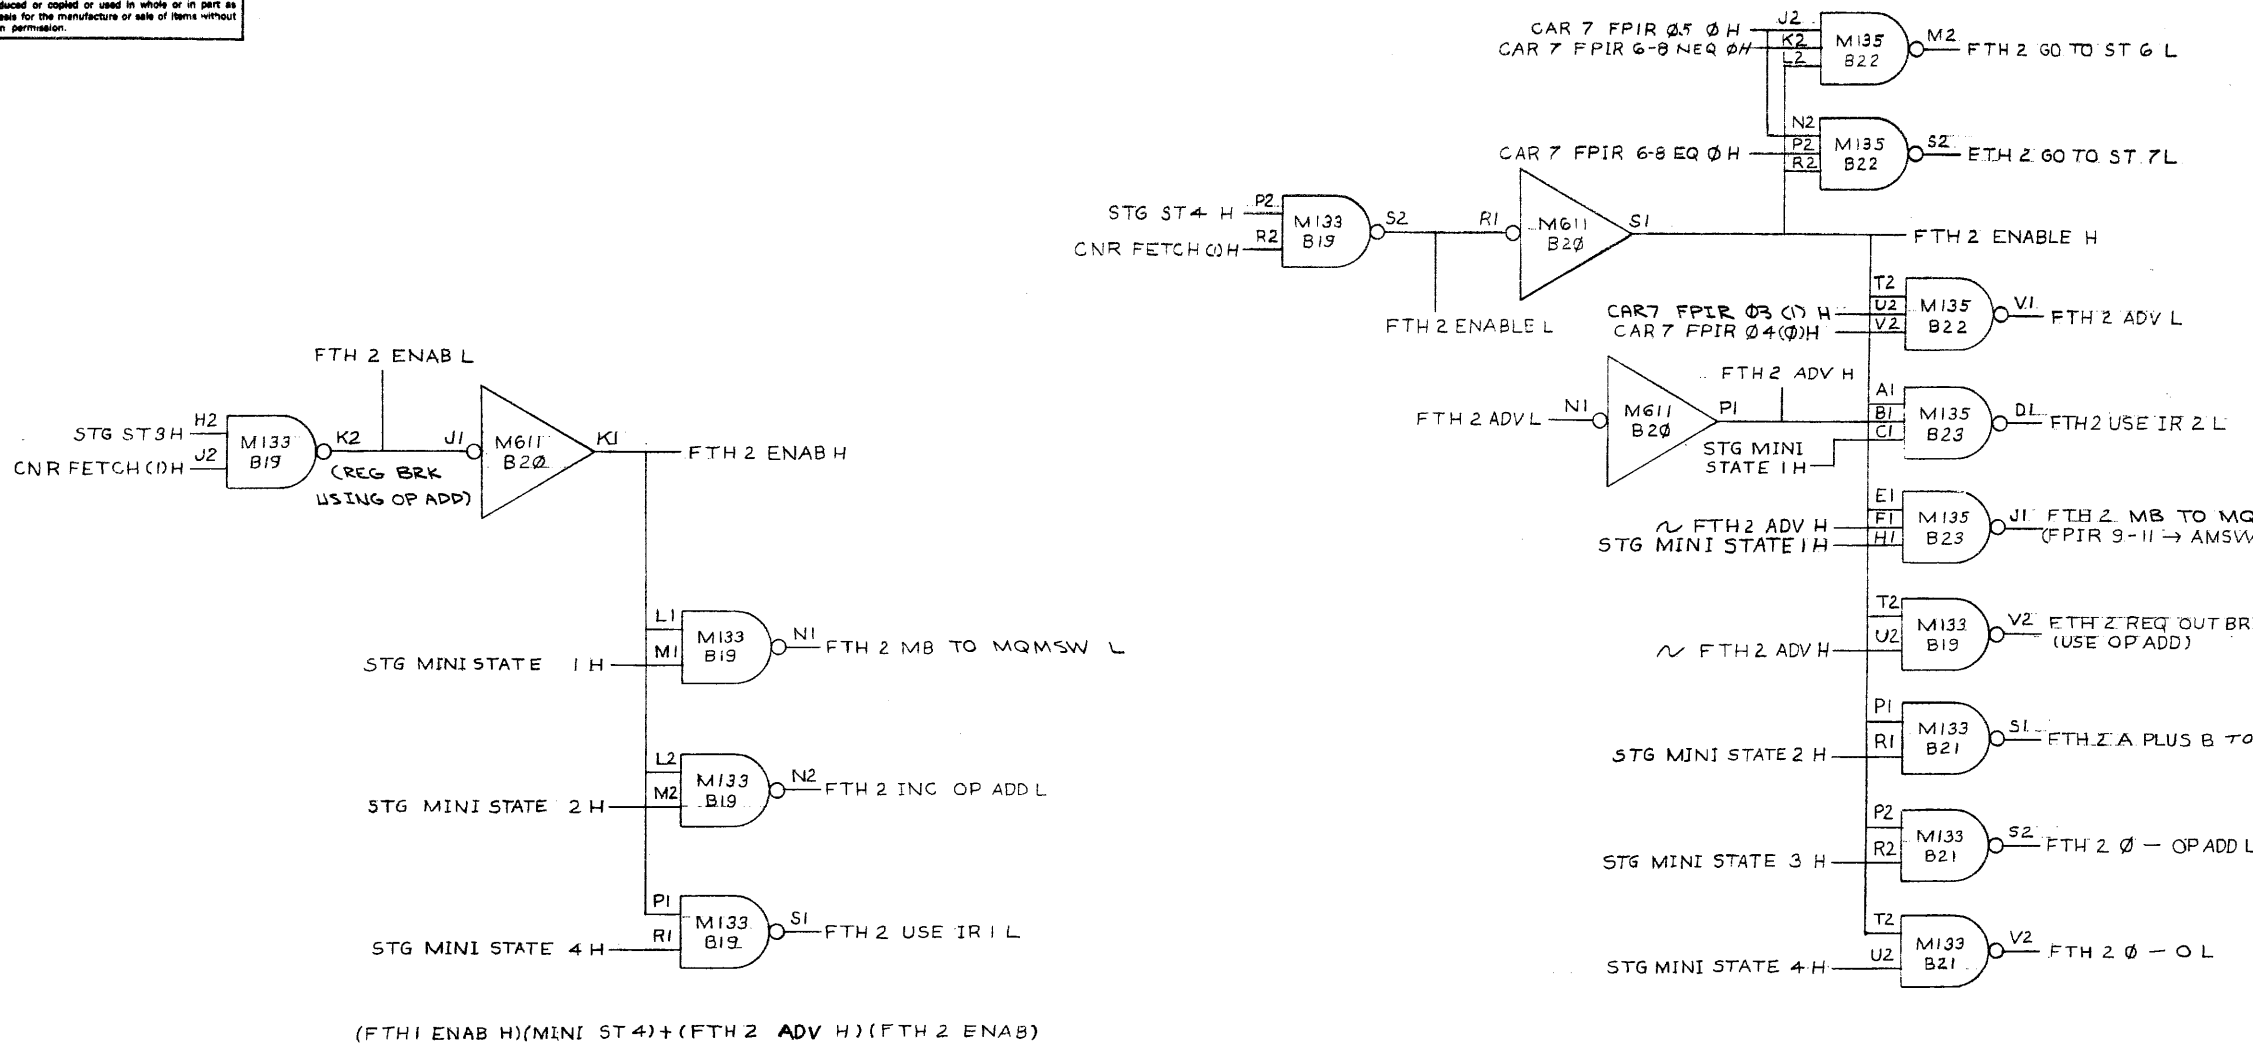 duced or copied or used in whole or in part as
asis for the manufacture or sale of items without
n permission.
CAR 7 FPIR Ø5 Ø H
CAR 7 FPIR 6-8 NEQ ØH
J2
K2
L2
M135
B22
M2
FTH 2 GO TO ST 6 L
CAR 7 FPIR 6-8 EQ Ø H
N2
P2
R2
M135
B22
S2
FTH 2 GO TO ST 7 L
STG ST 4 H
CNR FETCH (1) H
P2
R2
M133
B19
S2
R1
M611
B2Ø
S1
FTH 2 ENABLE H
FTH 2 ENABLE L
CAR7 FPIR Ø3 (1) H
CAR 7 FPIR Ø4(Ø)H
T2
U2
V2
M135
B22
V1
FTH 2 ADV L
FTH 2 ADV L
N1
M611
B2Ø
P1
FTH 2 ADV H
STG MINI
STATE 1 H
A1
B1
C1
M135
B23
D1
FTH2 USE IR 2 L
~ FTH 2 ADV H
STG MINI STATE 1 H
E1
F1
H1
M135
B23
J1
FTH 2 MB TO MQ
(FPIR 9-11 → AMSW
~ FTH 2 ADV H
T2
U2
M133
B19
V2
FTH 2 REQ OUT BR
(USE OP ADD)
STG MINI STATE 2 H
P1
R1
M133
B21
S1
FTH 2 A PLUS B TO
STG MINI STATE 3 H
P2
R2
M133
B21
S2
FTH 2 Ø — OP ADD L
STG MINI STATE 4 H
T2
U2
M133
B21
V2
FTH 2 Ø — O L
FTH 2 ENAB L
STG ST 3 H
CNR FETCH (1) H
H2
J2
M133
B19
K2
(REG BRK
USING OP ADD)
J1
M611
B2Ø
K1
FTH 2 ENAB H
STG MINI STATE 1 H
L1
M1
M133
B19
N1
FTH 2 MB TO MQMSW L
STG MINI STATE 2 H
L2
M2
M133
B19
N2
FTH 2 INC OP ADD L
STG MINI STATE 4 H
P1
R1
M133
B19
S1
FTH 2 USE IR 1 L
(FTH1 ENAB H)(MINI ST 4)+(FTH 2 ADV H)(FTH 2 ENAB)